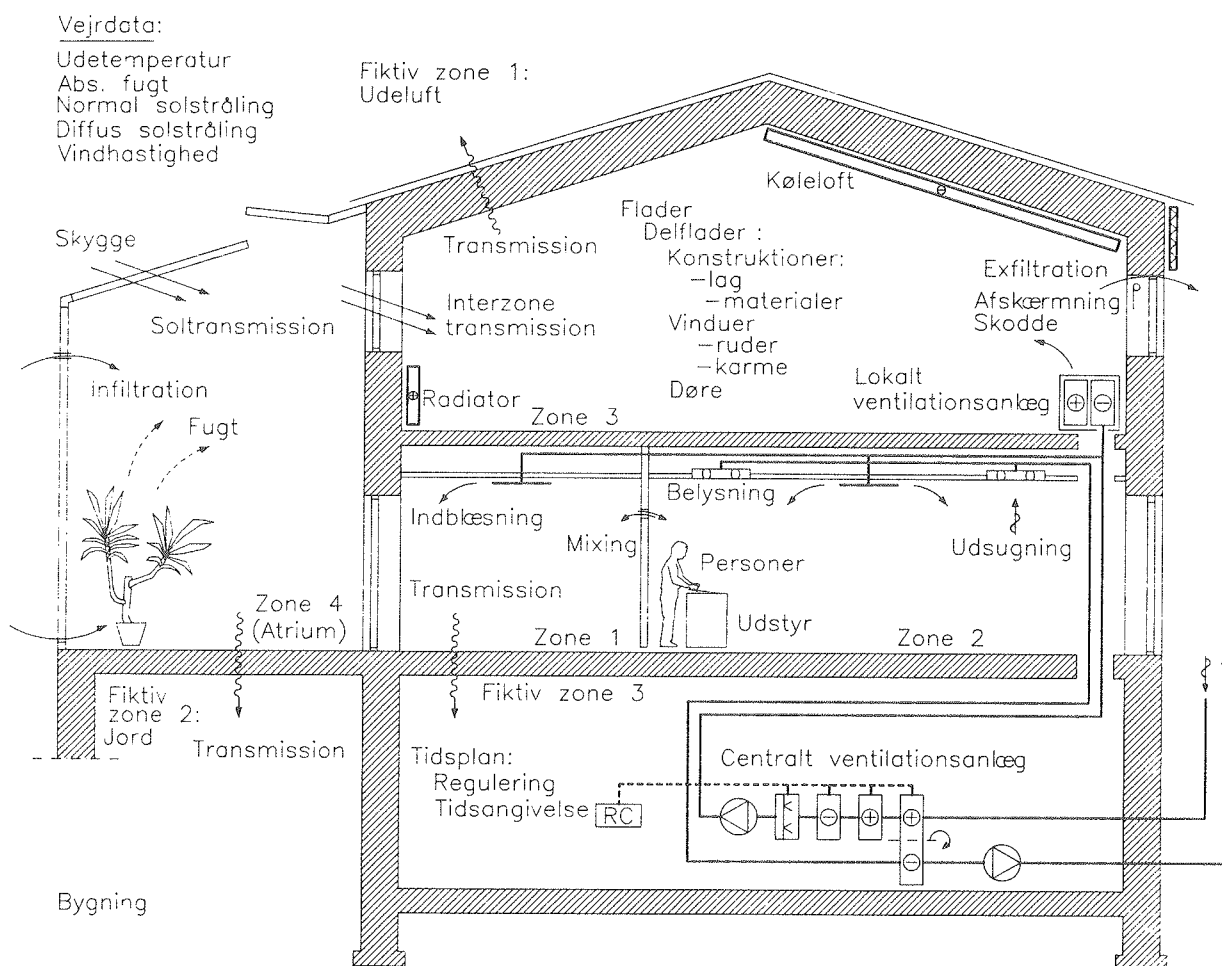 Vejrdata:
Udetemperatur
Abs. fugt
Normal solstråling
Diffus solstråling
Vindhastighed
Fiktiv zone 1:
Udeluft
Køleloft
Skygge
Transmission
Flader
Delflader :
Konstruktioner:
-lag
-materialer
Vinduer
-ruder
-karme
Døre
Exfiltration
Afskærmning
Skodde
P
Soltransmission
Interzone
transmission
infiltration
Fugt
Radiator
Zone 3
Lokalt
ventilationsanlæg
Belysning
Indblæsning
Mixing
Udsugning
Personer
Transmission
Udstyr
Zone 4
(Atrium)
Zone 1
Zone 2
Fiktiv
zone 2:
Jord
Fiktiv zone 3
Transmission
Tidsplan:
Regulering
Tidsangivelse
RC
Centralt ventilationsanlæg
Bygning